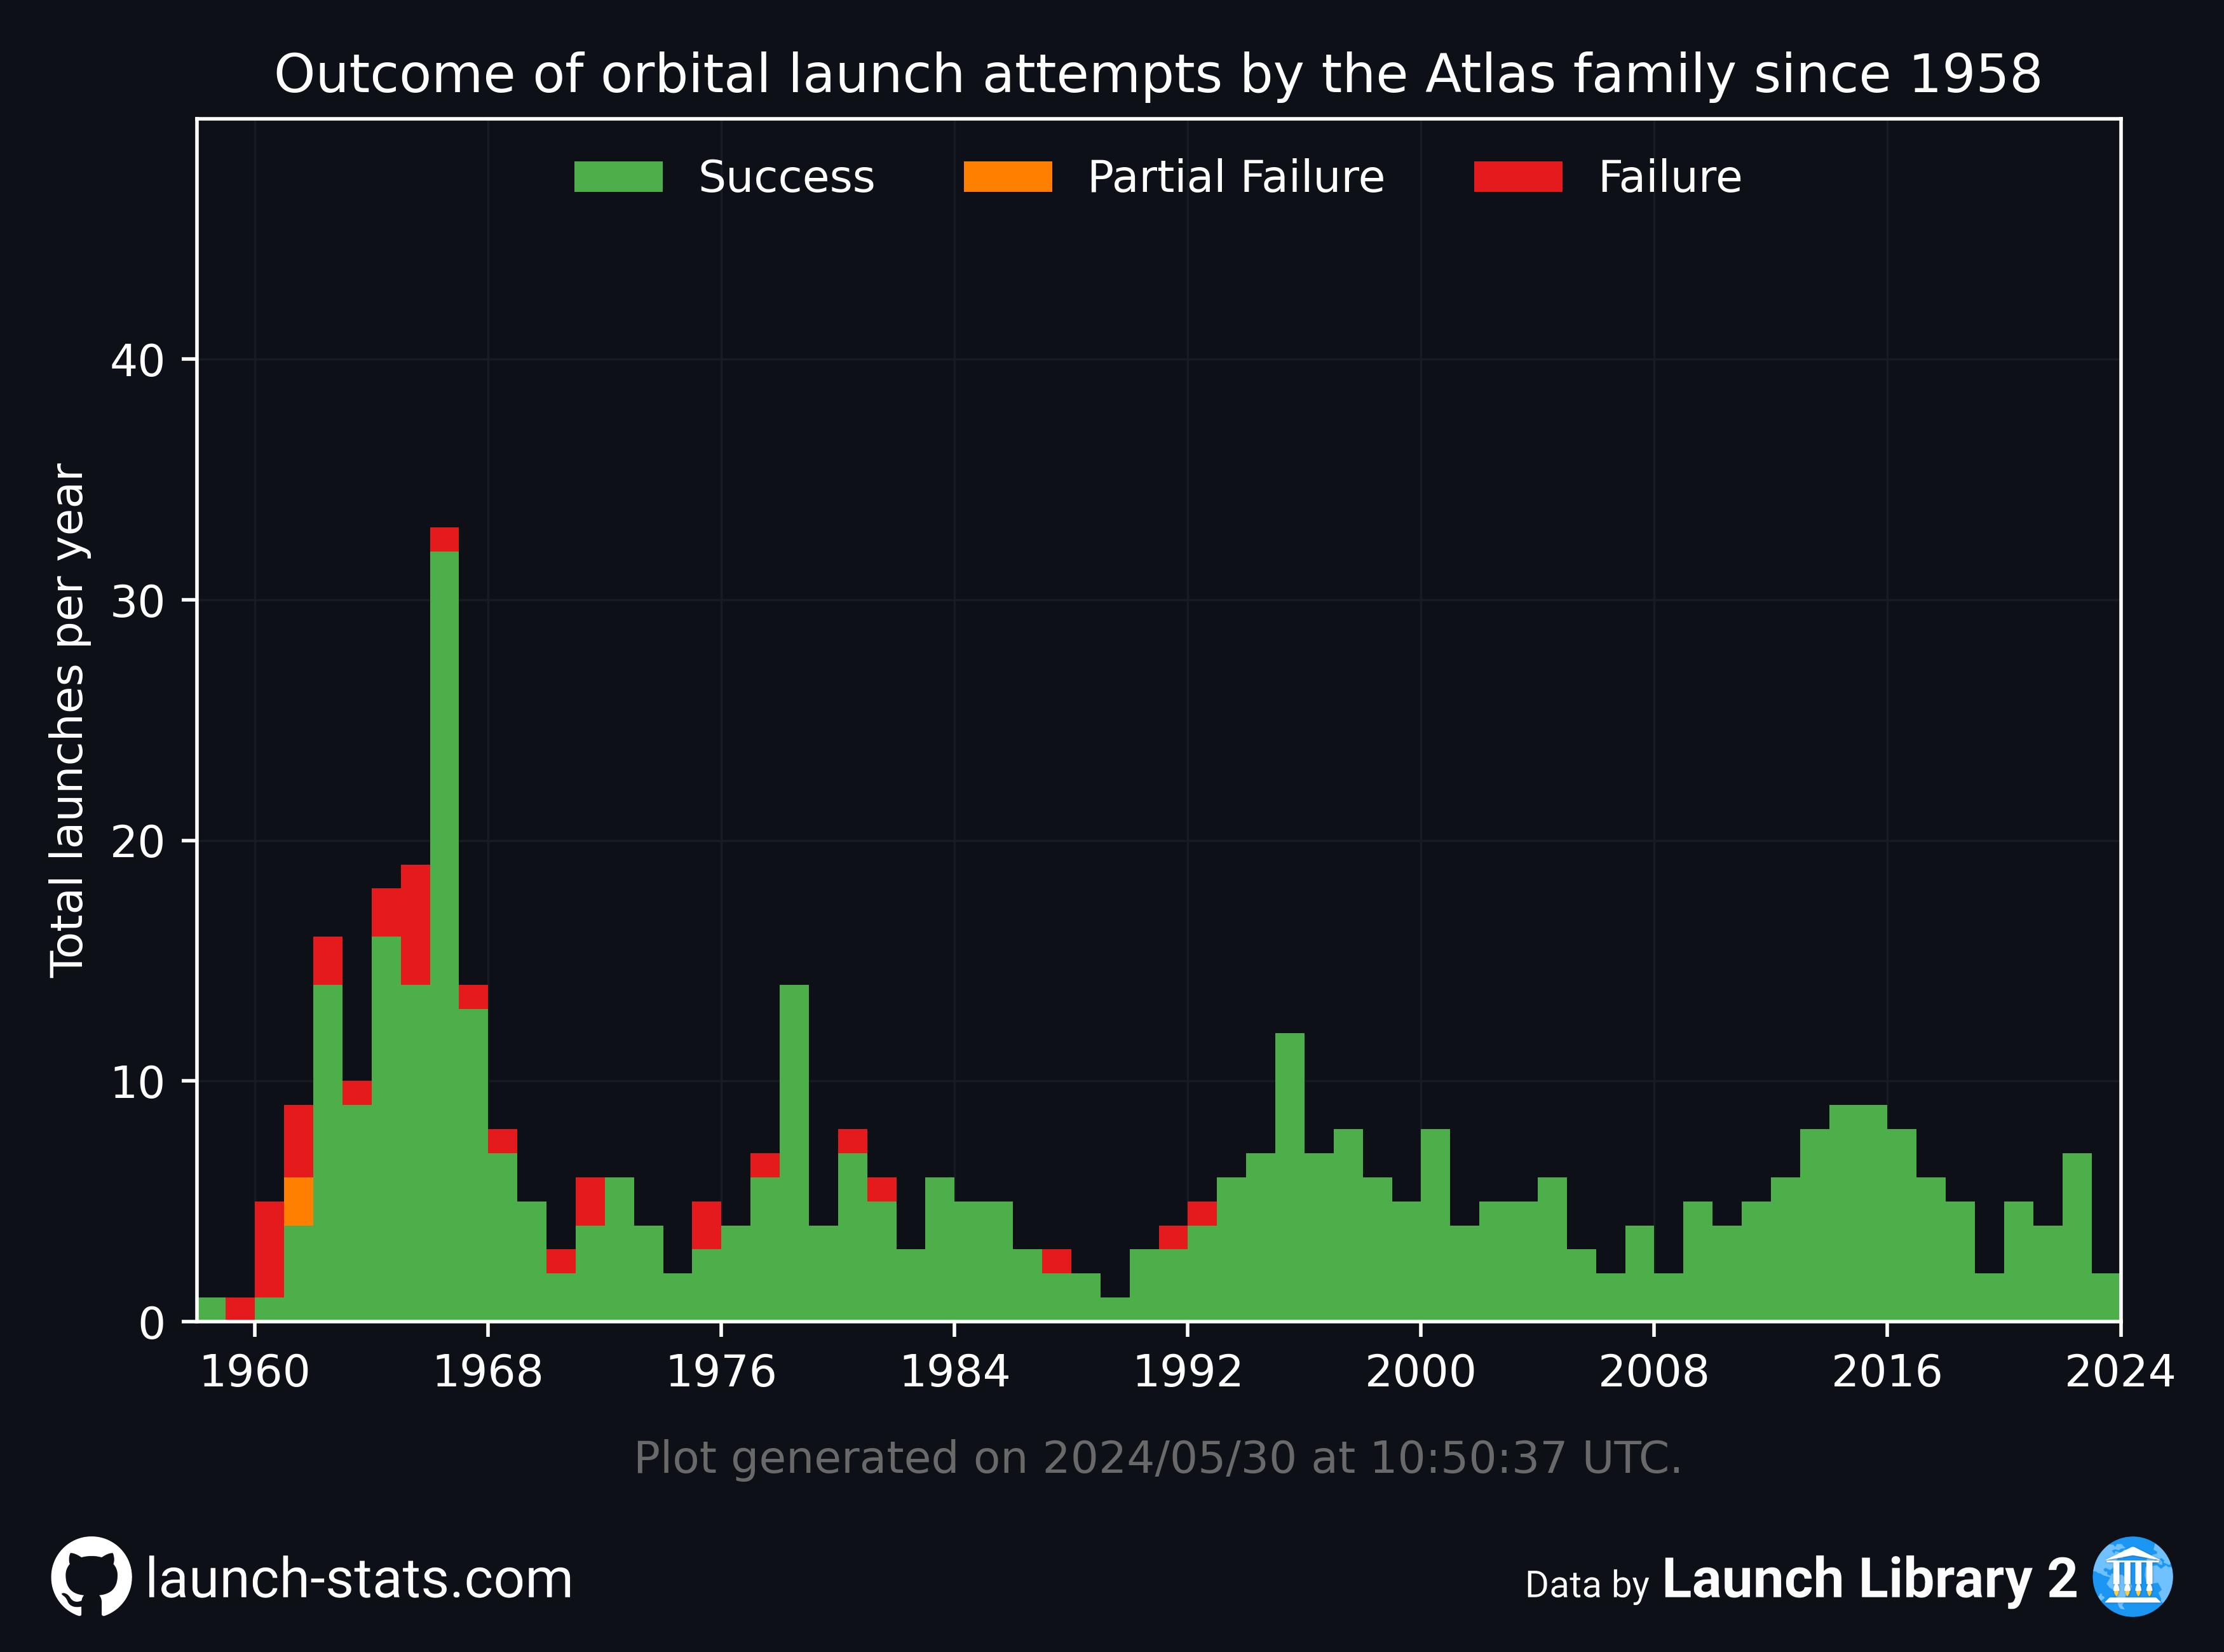 Outcome of orbital launch attempts by the Atlas family since 1958
Success Partial Failure Failure
Total launches per year
40
30
20
10
0
1960 1968 1976 1984 1992 2000 2008 2016 2024
Plot generated on 2024/05/30 at 10:50:37 UTC.
launch-stats.com
Data by Launch Library 2